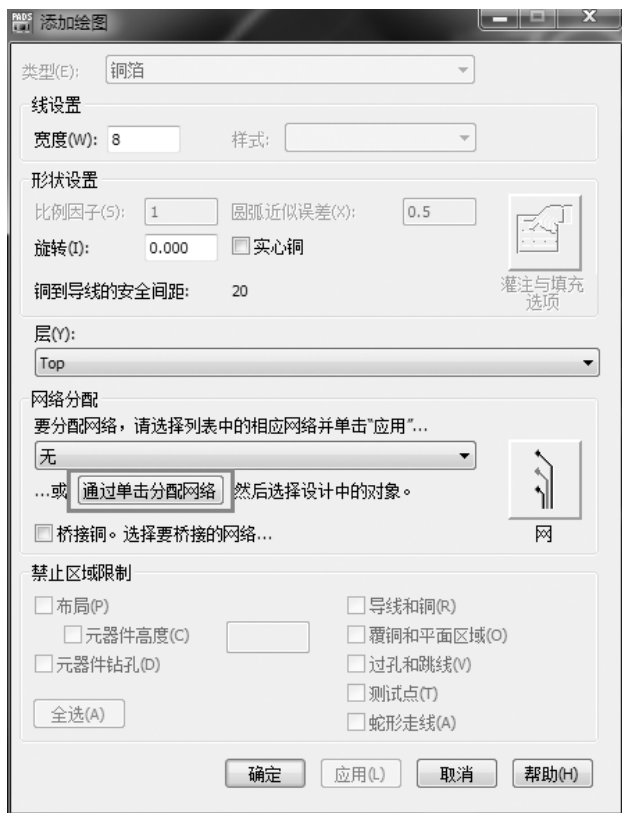 PADS 添加绘图 X
类型(E): 铜箔
线设置
宽度(W): 8 样式:
形状设置
比例因子(S): 1 圆弧近似误差(X): 0.5
旋转(I): 0.000 实心铜
铜到导线的安全间距: 20
灌注与填充
选项
层(Y):
Top
网络分配
要分配网络，请选择列表中的相应网络并单击“应用”...
无
...或 通过单击分配网络 然后选择设计中的对象。
桥接铜。选择要桥接的网络...
网
禁止区域限制
布局(P) 导线和铜(R)
元器件高度(C) 覆铜和平面区域(O)
元器件钻孔(D) 过孔和跳线(V)
测试点(T)
全选(A) 蛇形走线(A)
确定 应用(L) 取消 帮助(H)